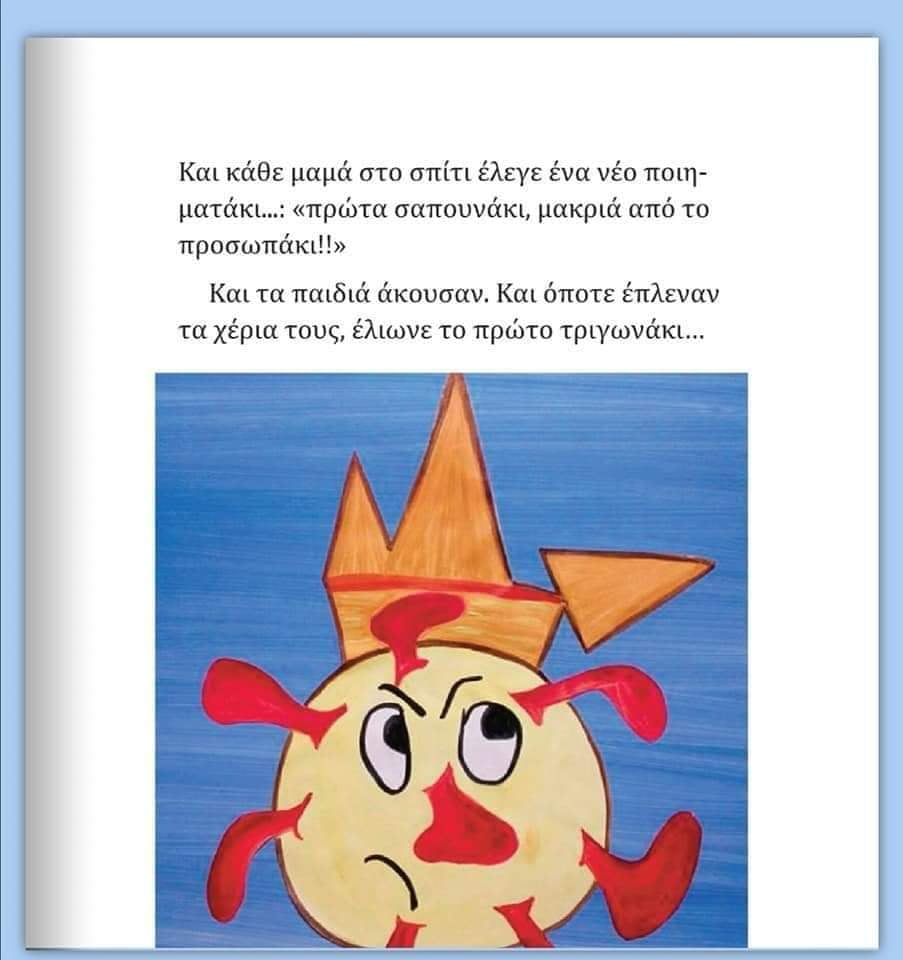 Και κάθε μαμά στο σπίτι έλεγε ένα νέο ποιη-
ματάκι...: «πρώτα σαπουνάκι, μακριά από το
προσωπάκι!!»
Και τα παιδιά άκουσαν. Και όποτε έπλεναν
τα χέρια τους, έλιωνε το πρώτο τριγωνάκι...